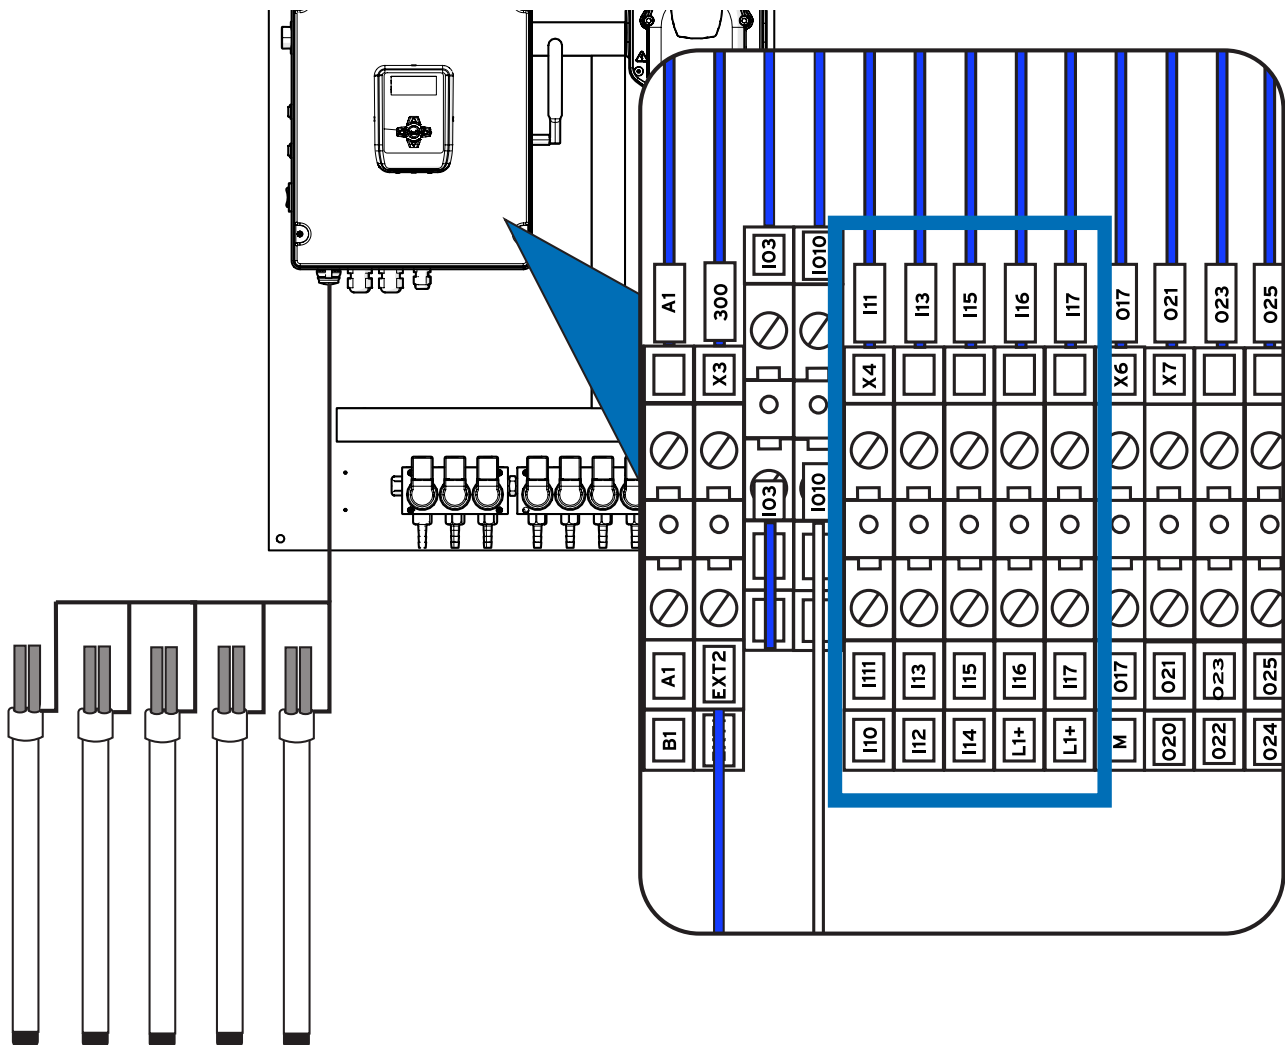 IO3 IO10
A1 300 I11 I13 I15 I16 I17 O17 O21 O23 O25
X3 X4 X6 X7
IO3 IO10
A1 EXT2 I111 I13 I15 I16 I17 O17 O21 O23 O25
B1 I10 I12 I14 L1+ L1+ M O20 O22 O24